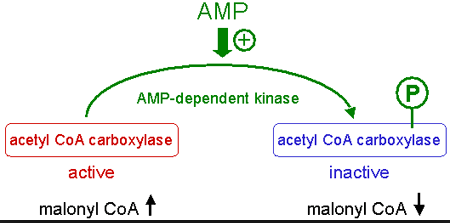 AMP
+
AMP-dependent kinase
P
acetyl CoA carboxylase acetyl CoA carboxylase
active inactive
malonyl CoA malonyl CoA